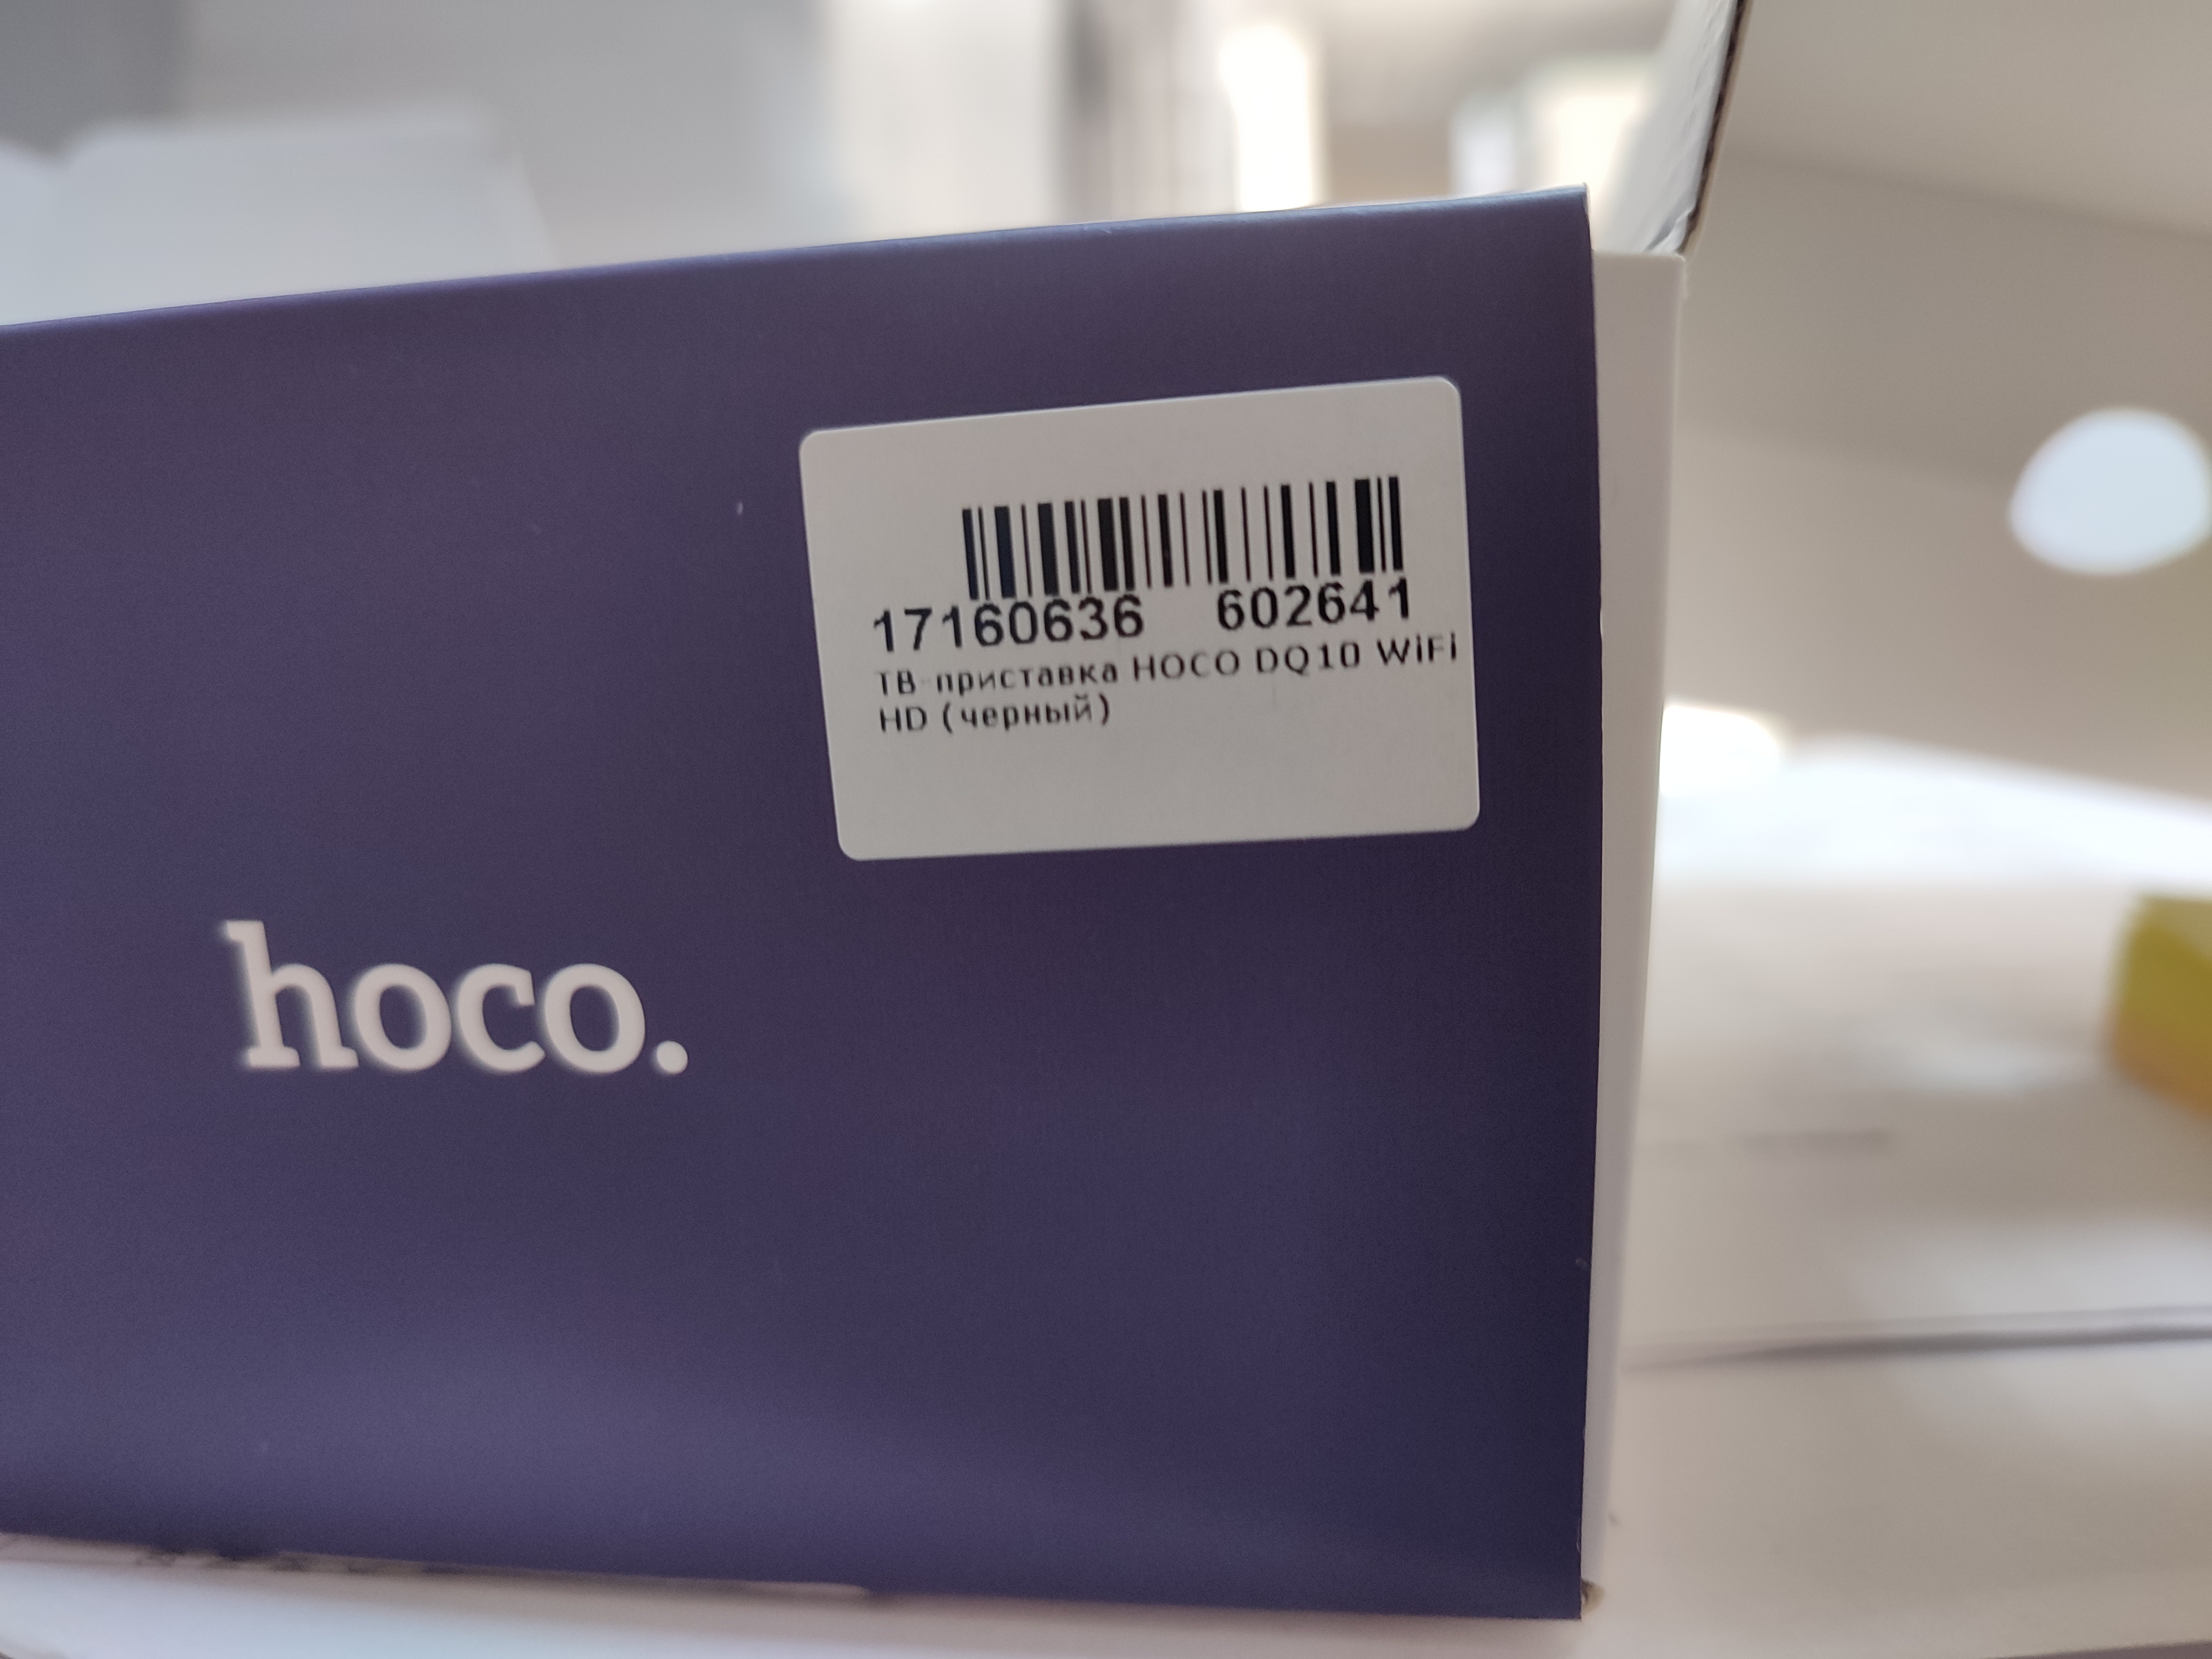 17160636 602641
ТВ-приставка HOCO DQ10 WiFi
HD (черный)
hoco.